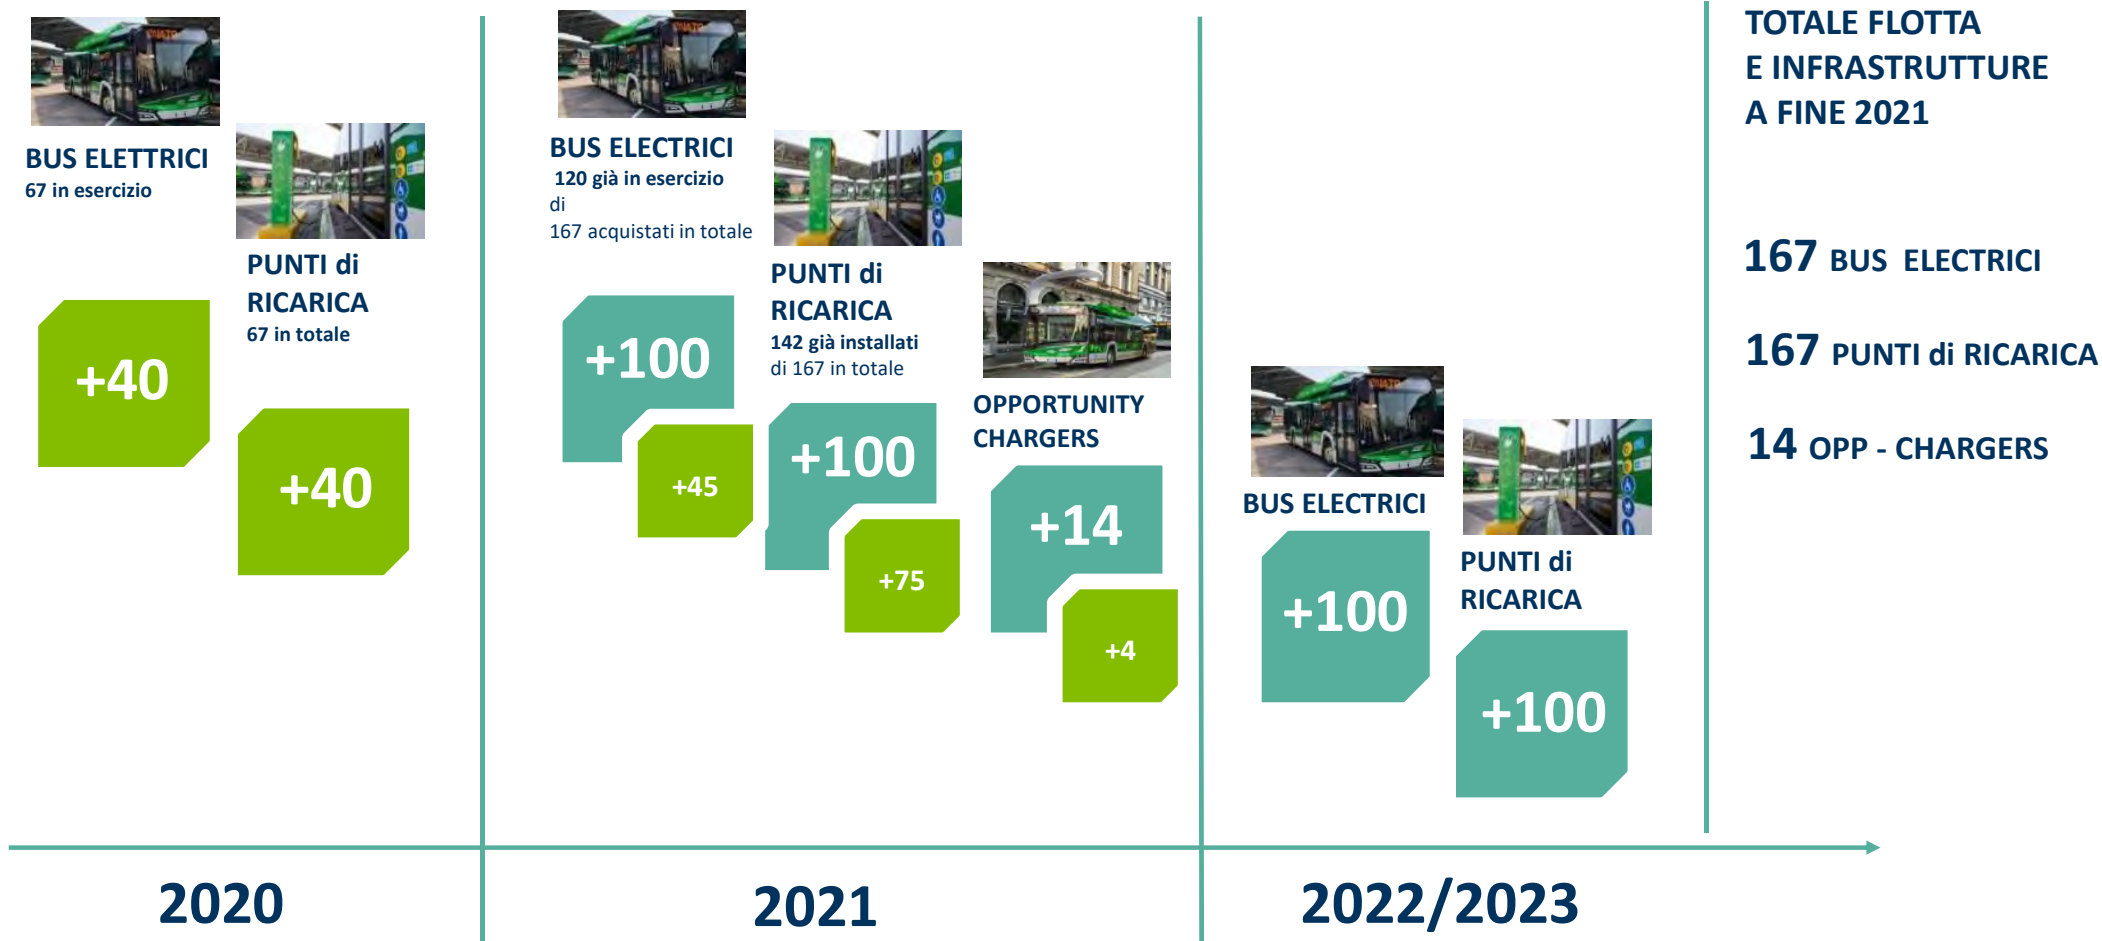 BUS ELETTRICI
67 in esercizio
PUNTI di
RICARICA
67 in totale
+40
+40
BUS ELECTRICI
120 già in esercizio
di
167 acquistati in totale
PUNTI di
RICARICA
142 già installati
di 167 in totale
OPPORTUNITY
CHARGERS
+100
+45
+100
+75
+14
+4
BUS ELECTRICI
PUNTI di
RICARICA
+100
+100
TOTALE FLOTTA
E INFRASTRUTTURE
A FINE 2021
167 BUS ELECTRICI
167 PUNTI di RICARICA
14 OPP - CHARGERS
2020
2021
2022/2023